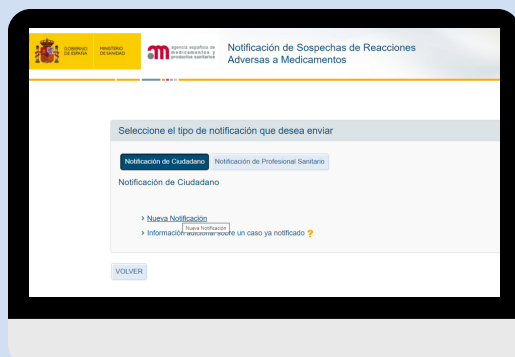 GOBIERNO
DE ESPAÑA
MINISTERIO
DE SANIDAD
agencia española de
medicamentos y
productos sanitarios
Notificación de Sospechas de Reacciones
Adversas a Medicamentos
Seleccione el tipo de notificación que desea enviar
Notificación de Ciudadano
Notificación de Profesional Sanitario
Notificación de Ciudadano
› Nueva Notificación
Nueva Notificación
› Información adicional sobre un caso ya notificado ?
VOLVER